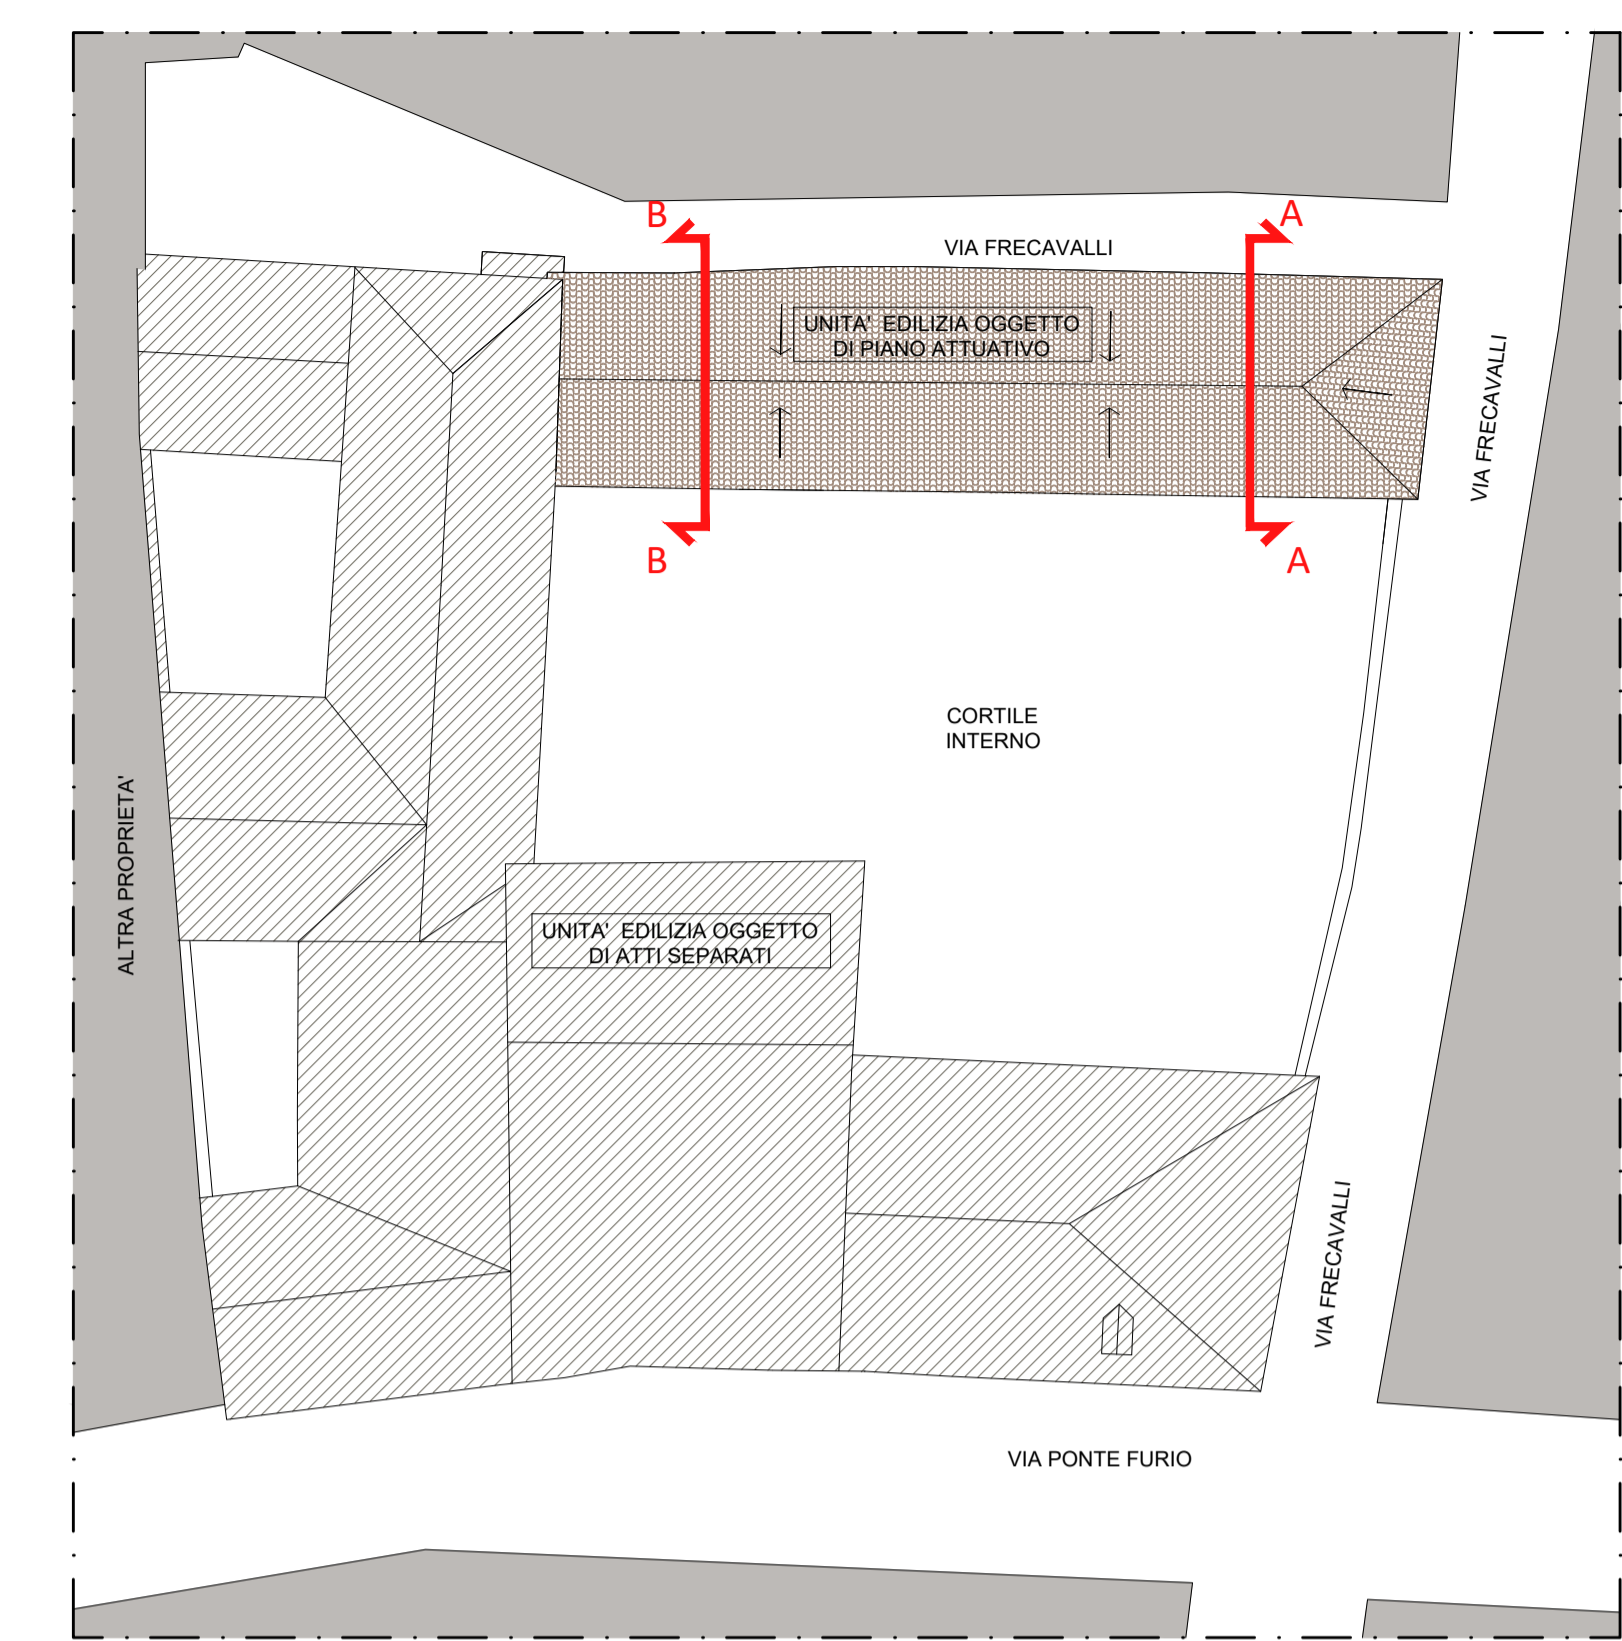 B
A
VIA FRECAVALLI
UNITA' EDILIZIA OGGETTO
DI PIANO ATTUATIVO
VIA FRECAVALLI
B
A
CORTILE
INTERNO
ALTRA PROPRIETA'
UNITA' EDILIZIA OGGETTO
DI ATTI SEPARATI
VIA FRECAVALLI
VIA PONTE FURIO